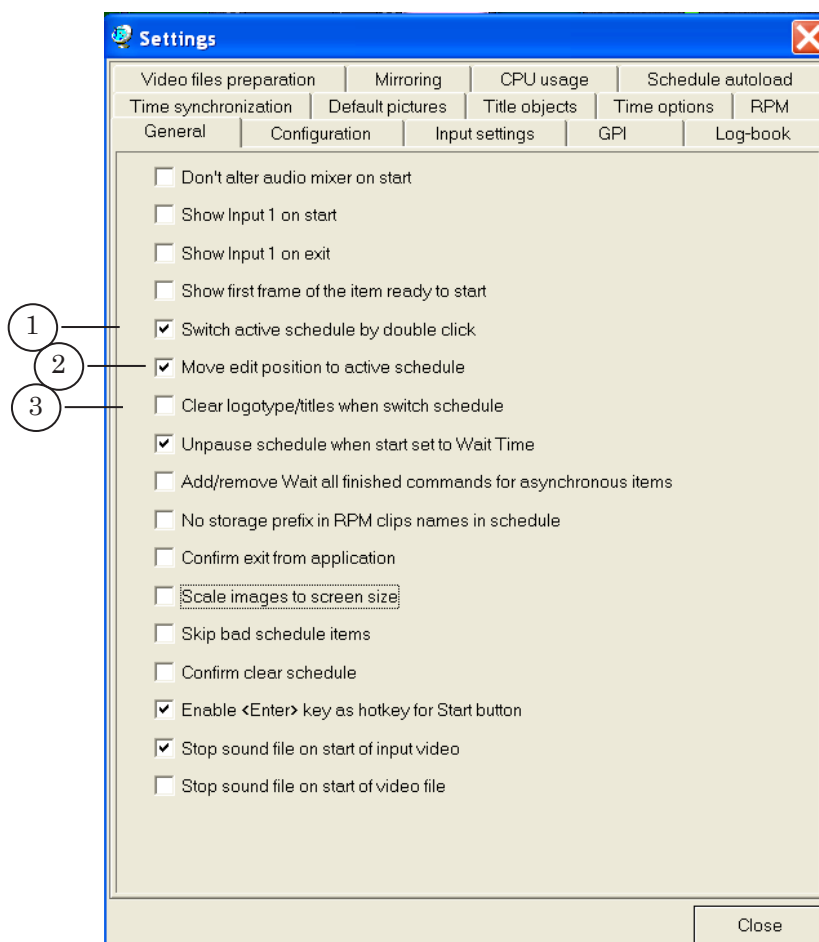 Settings
Video files preparation Mirroring CPU usage Schedule autoload
Time synchronization Default pictures Title objects Time options RPM
General Configuration Input settings GPI Log-book
Don't alter audio mixer on start
Show Input 1 on start
Show Input 1 on exit
Show first frame of the item ready to start
1 Switch active schedule by double click
2 Move edit position to active schedule
3 Clear logotype/titles when switch schedule
Unpause schedule when start set to Wait Time
Add/remove Wait all finished commands for asynchronous items
No storage prefix in RPM clips names in schedule
Confirm exit from application
Scale images to screen size
Skip bad schedule items
Confirm clear schedule
Enable <Enter> key as hotkey for Start button
Stop sound file on start of input video
Stop sound file on start of video file
Close